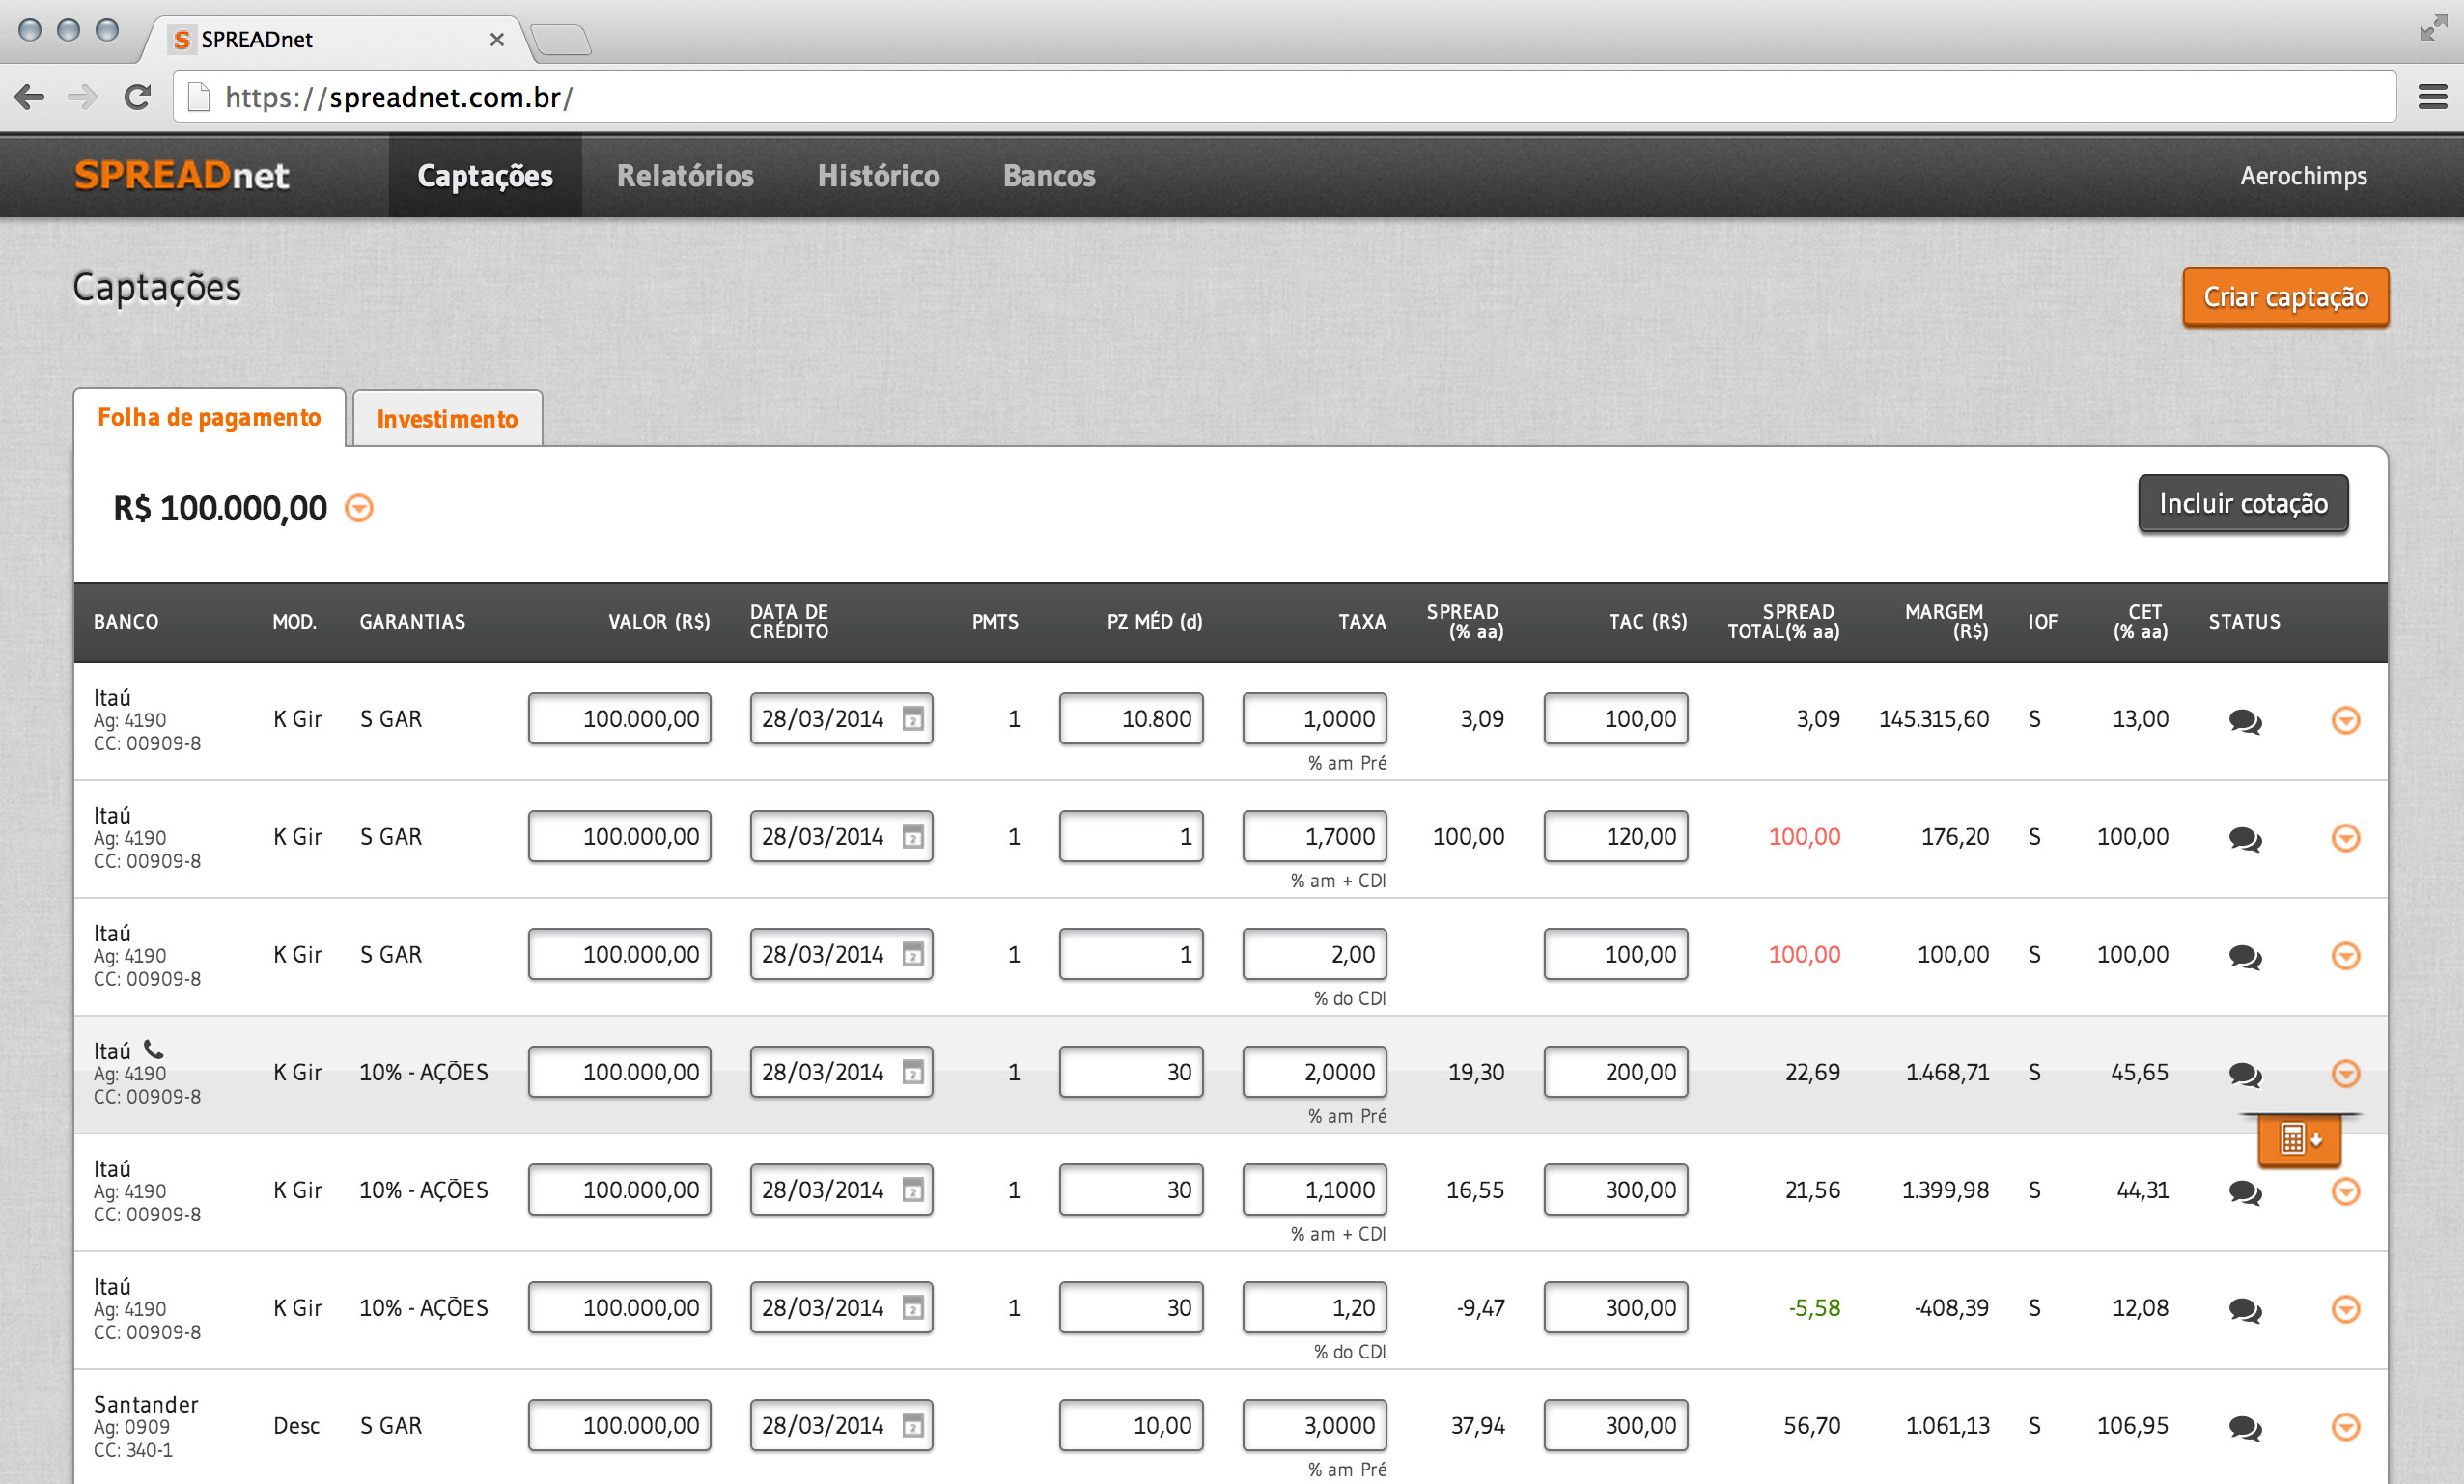 SPREADnet
https://spreadnet.com.br/
SPREADnet Captações Relatórios Histórico Bancos Aerochimps
Captações
Criar captação
Folha de pagamento Investimento
R$ 100.000,00
Incluir cotação
BANCO MOD. GARANTIAS VALOR (R$) DATA DE CRÉDITO PMTS PZ MÉD (d) TAXA SPREAD (% aa) TAC (R$) SPREAD TOTAL(% aa) MARGEM (R$) IOF CET (% aa) STATUS
Itaú
Ag: 4190
CC: 00909-8
K Gir S GAR 100.000,00 28/03/2014 1 10.800 1,0000 3,09 100,00 3,09 145.315,60 S 13,00
% am Pré
Itaú
Ag: 4190
CC: 00909-8
K Gir S GAR 100.000,00 28/03/2014 1 1 1,7000 100,00 120,00 100,00 176,20 S 100,00
% am + CDI
Itaú
Ag: 4190
CC: 00909-8
K Gir S GAR 100.000,00 28/03/2014 1 1 2,00 100,00 100,00 100,00 S 100,00
% do CDI
Itaú
Ag: 4190
CC: 00909-8
K Gir 10% - AÇÕES 100.000,00 28/03/2014 1 30 2,0000 19,30 200,00 22,69 1.468,71 S 45,65
% am Pré
Itaú
Ag: 4190
CC: 00909-8
K Gir 10% - AÇÕES 100.000,00 28/03/2014 1 30 1,1000 16,55 300,00 21,56 1.399,98 S 44,31
% am + CDI
Itaú
Ag: 4190
CC: 00909-8
K Gir 10% - AÇÕES 100.000,00 28/03/2014 1 30 1,20 -9,47 300,00 -5,58 -408,39 S 12,08
% do CDI
Santander
Ag: 0909
CC: 340-1
Desc S GAR 100.000,00 28/03/2014 10,00 3,0000 37,94 300,00 56,70 1.061,13 S 106,95
% am Pré